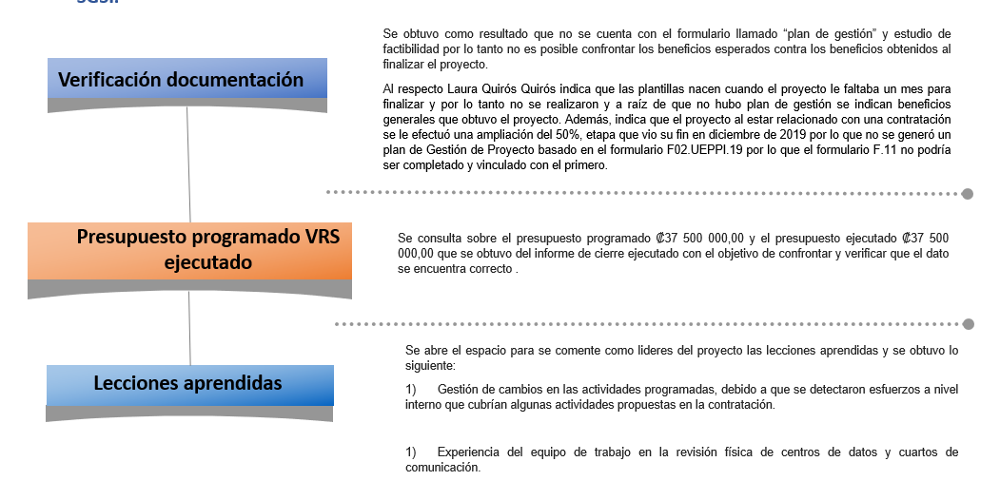 Se obtuvo como resultado que no se cuenta con el formulario llamado “plan de gestión” y estudio de
factibilidad por lo tanto no es posible confrontar los beneficios esperados contra los beneficios obtenidos al
finalizar el proyecto.
Verificación documentación
Al respecto Laura Quirós Quirós indica que las plantillas nacen cuando el proyecto le faltaba un mes para
finalizar y por lo tanto no se realizaron y a raíz de que no hubo plan de gestión se indican beneficios
generales que obtuvo el proyecto. Además, indica que el proyecto al estar relacionado con una contratación
se le efectuó una ampliación del 50%, etapa que vio su fin en diciembre de 2019 por lo que no se generó un
plan de Gestión de Proyecto basado en el formulario F02.UEPPI.19 por lo que el formulario F.11 no podría
ser completado y vinculado con el primero.
Presupuesto programado VRS
ejecutado
Se consulta sobre el presupuesto programado ₡37 500 000,00 y el presupuesto ejecutado ₡37 500
000,00 que se obtuvo del informe de cierre ejecutado con el objetivo de confrontar y verificar que el dato
se encuentra correcto .
Lecciones aprendidas
Se abre el espacio para se comente como lideres del proyecto las lecciones aprendidas y se obtuvo lo
siguiente:
1) Gestión de cambios en las actividades programadas, debido a que se detectaron esfuerzos a nivel
interno que cubrían algunas actividades propuestas en la contratación.
1) Experiencia del equipo de trabajo en la revisión física de centros de datos y cuartos de
comunicación.